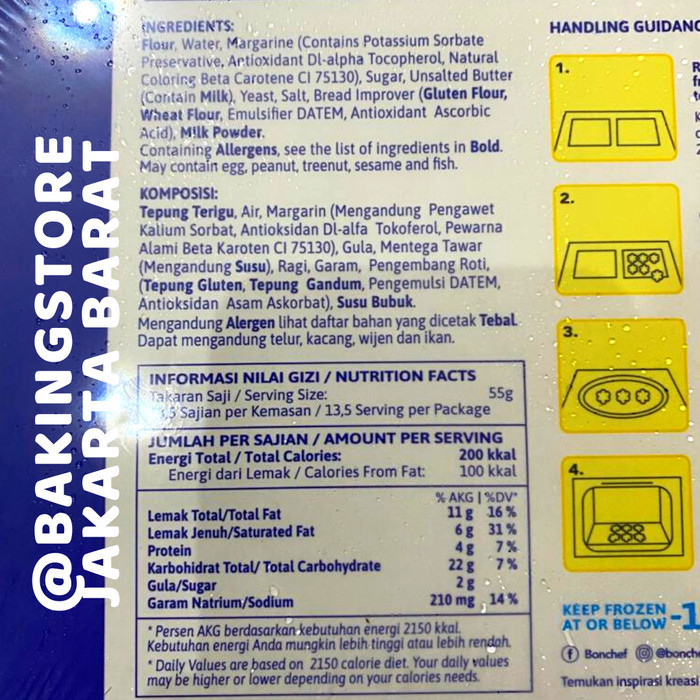 @BAKINGSTORE
JAKARTA BARAT
INGREDIENTS:
Flour, Water, Margarine (Contains Potassium Sorbate
Preservative, Antioxidant Dl-alpha Tocopherol, Natural
Coloring Beta Carotene CI 75130), Sugar, Unsalted Butter
(Contain Milk), Yeast, Salt, Bread Improver (Gluten Flour,
Wheat Flour, Emulsifier DATEM, Antioxidant Ascorbic
Acid), Milk Powder.
Containing Allergens, see the list of ingredients in Bold.
May contain egg, peanut, treenut, sesame and fish.
KOMPOSISI:
Tepung Terigu, Air, Margarin (Mengandung Pengawet
Kalium Sorbat, Antioksidan Dl-alfa Tokoferol, Pewarna
Alami Beta Karoten CI 75130), Gula, Mentega Tawar
(Mengandung Susu), Ragi, Garam, Pengembang Roti,
(Tepung Gluten, Tepung Gandum, Pengemulsi DATEM,
Antioksidan Asam Askorbat), Susu Bubuk.
Mengandung Alergen lihat daftar bahan yang dicetak Tebal.
Dapat mengandung telur, kacang, wijen dan ikan.
INFORMASI NILAI GIZI / NUTRITION FACTS
Takaran Saji / Serving Size: 55g
Sajian per Kemasan / 13,5 Serving per Package
JUMLAH PER SAJIAN / AMOUNT PER SERVING
Energi Total / Total Calories: 200 kkal
Energi dari Lemak / Calories From Fat: 100 kkal
% AKG | %DV*
Lemak Total/Total Fat 11 g 16 %
Lemak Jenuh/Saturated Fat 6 g 31 %
Protein 4 g 7 %
Karbohidrat Total/ Total Carbohydrate 22 g 7 %
Gula/Sugar 2 g
Garam Natrium/Sodium 210 mg 14 %
* Persen AKG berdasarkan kebutuhan energi 2150 kkal.
Kebutuhan energi Anda mungkin lebih tinggi atau lebih rendah.
* Daily Values are based on 2150 calorie diet. Your daily values
may be higher or lower depending on your calories needs.
HANDLING
1.
2.
3.
4.
KEEP FROZEN
AT OR BELOW
Bonchef
Temukan inspirasi kreasi